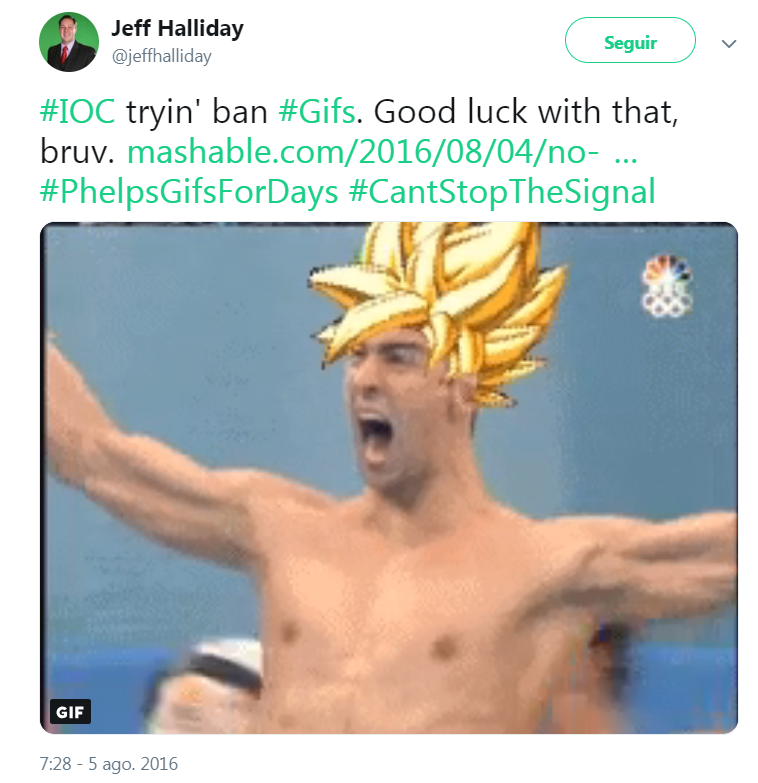 Jeff Halliday
@jeffhalliday
Seguir
#IOC tryin' ban #Gifs. Good luck with that,
bruv. mashable.com/2016/08/04/no- ...
#PhelpsGifsForDays #CantStopTheSignal
GIF
7:28 - 5 ago. 2016